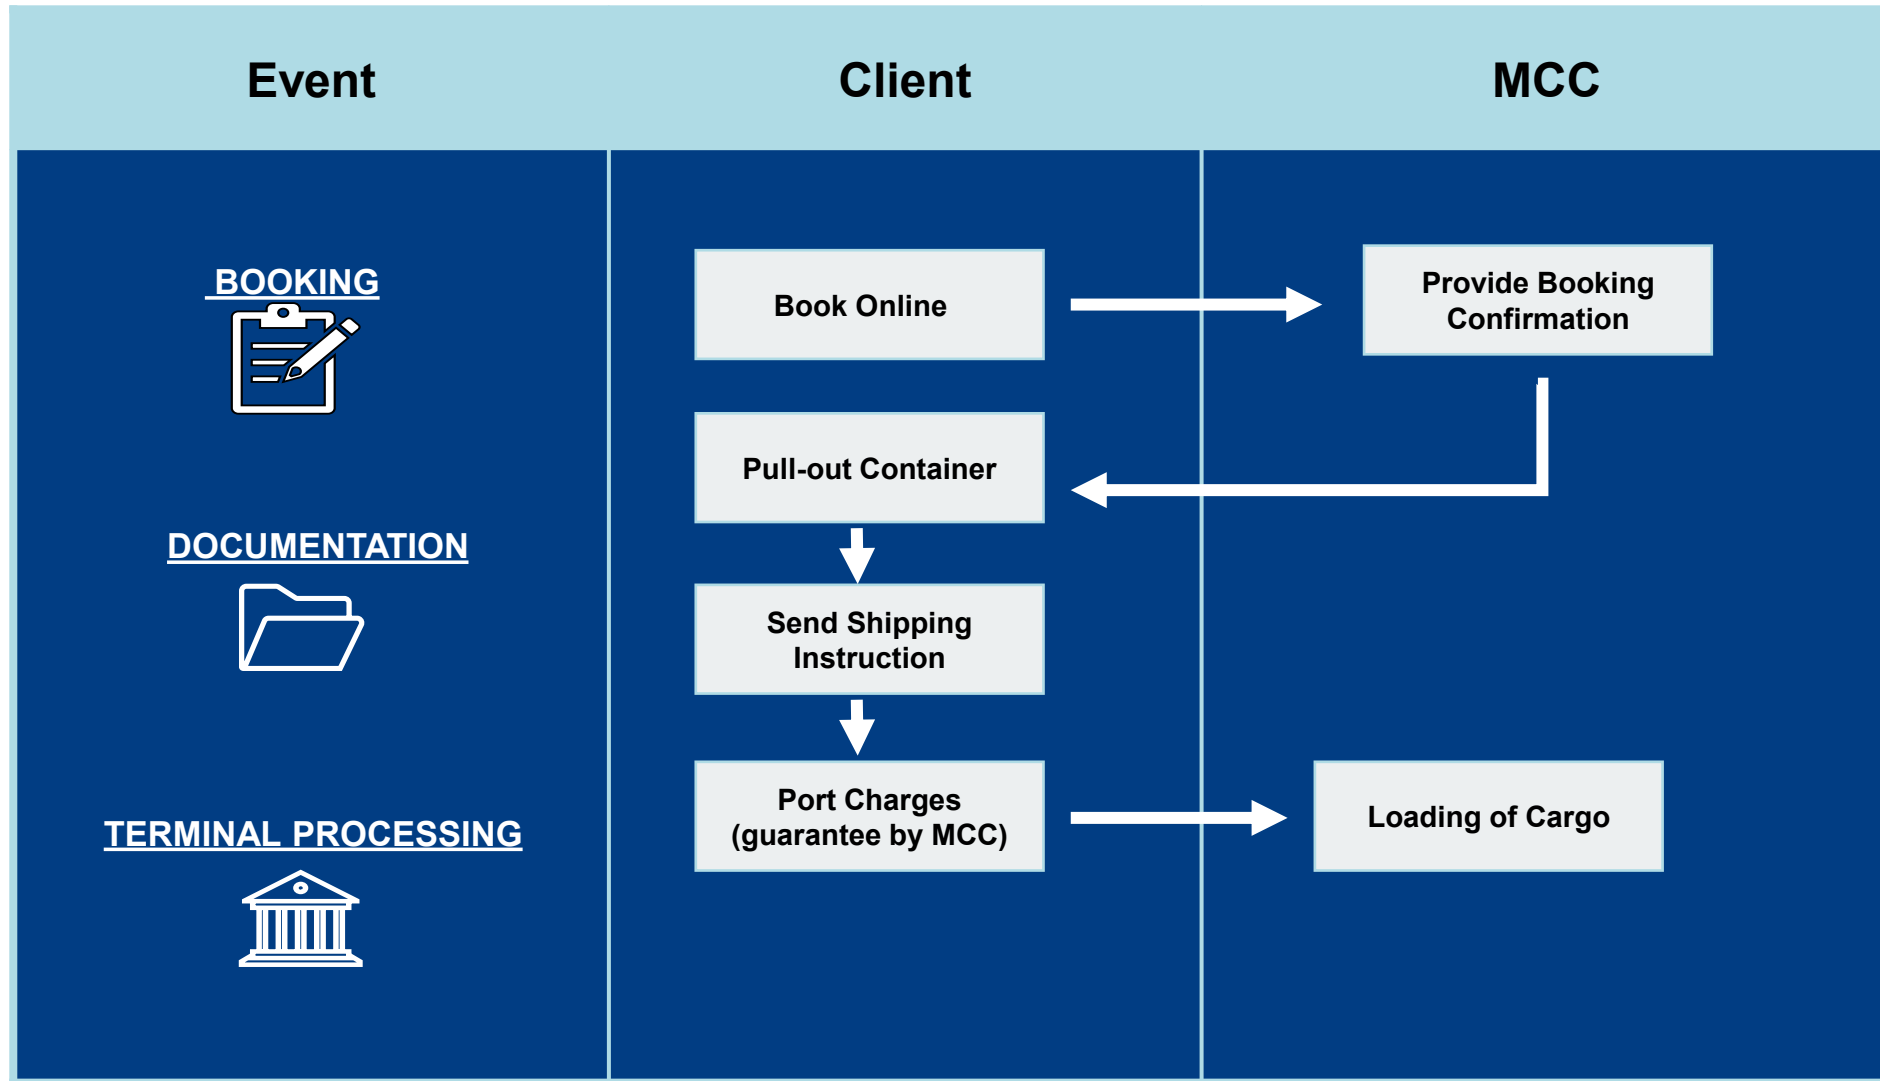 Event
Client
MCC
BOOKING
Book Online
Provide Booking
Confirmation
Pull-out Container
DOCUMENTATION
Send Shipping
Instruction
TERMINAL PROCESSING
Port Charges
(guarantee by MCC)
Loading of Cargo